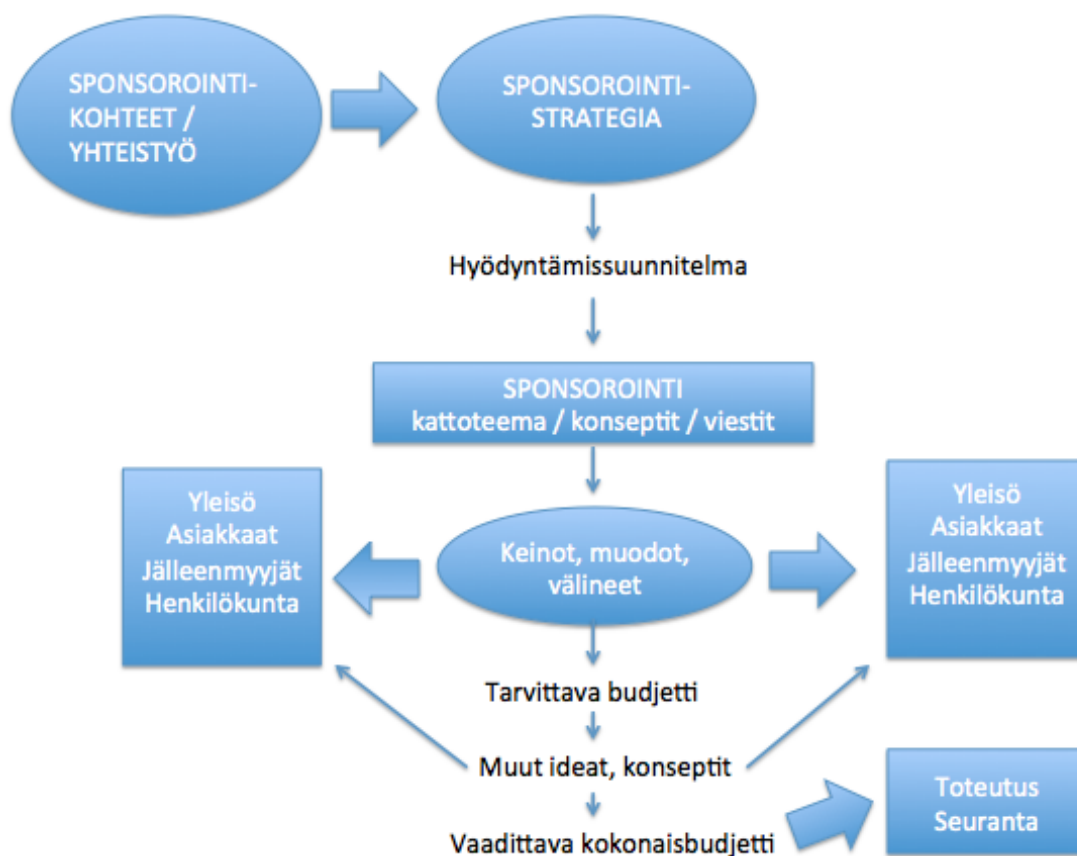 SPONSOROINTI-
KOHTEET /
YHTEISTYÖ
SPONSOROINTI-
STRATEGIA
Hyödyntämissuunnitelma
SPONSOROINTI
kattoteema / konseptit / viestit
Yleisö
Asiakkaat
Jälleenmyyjät
Henkilökunta
Keinot, muodot,
välineet
Yleisö
Asiakkaat
Jälleenmyyjät
Henkilökunta
Tarvittava budjetti
Muut ideat, konseptit
Vaadittava kokonaisbudjetti
Toteutus
Seuranta